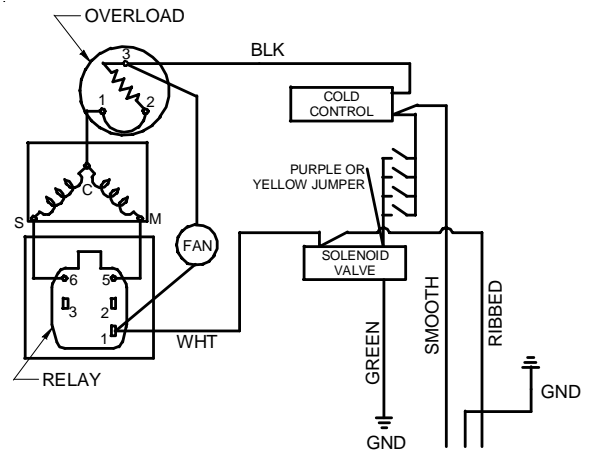 OVERLOAD
BLK
3
1
2
COLD
CONTROL
PURPLE OR
YELLOW JUMPER
C
S
M
FAN
SOLENOID
VALVE
6
5
3
2
1
WHT
RELAY
GREEN
SMOOTH
RIBBED
GND
GND